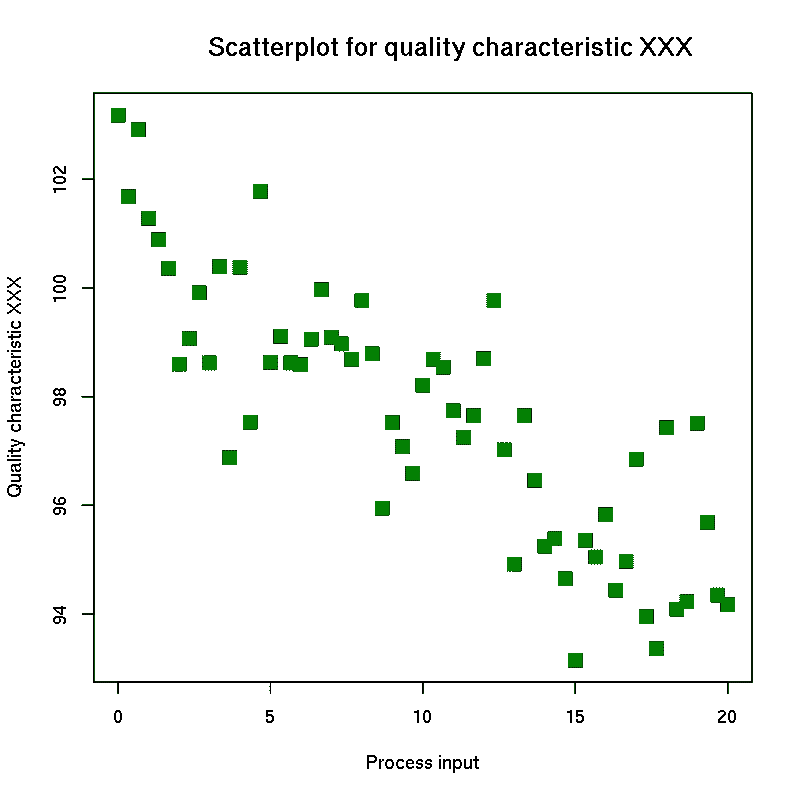 Scatterplot for quality characteristic XXX
Quality characteristic XXX
102
100
98
96
94
0 5 10 15 20
Process input